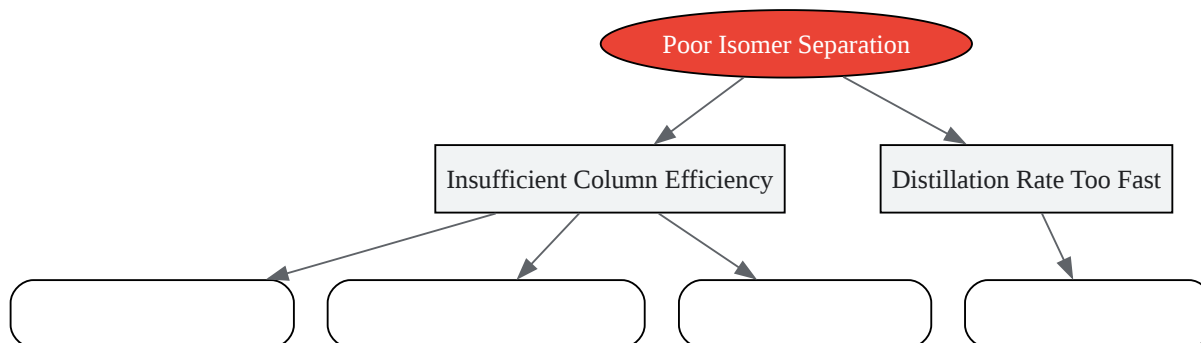 Poor Isomer Separation
Insufficient Column Efficiency
Distillation Rate Too Fast